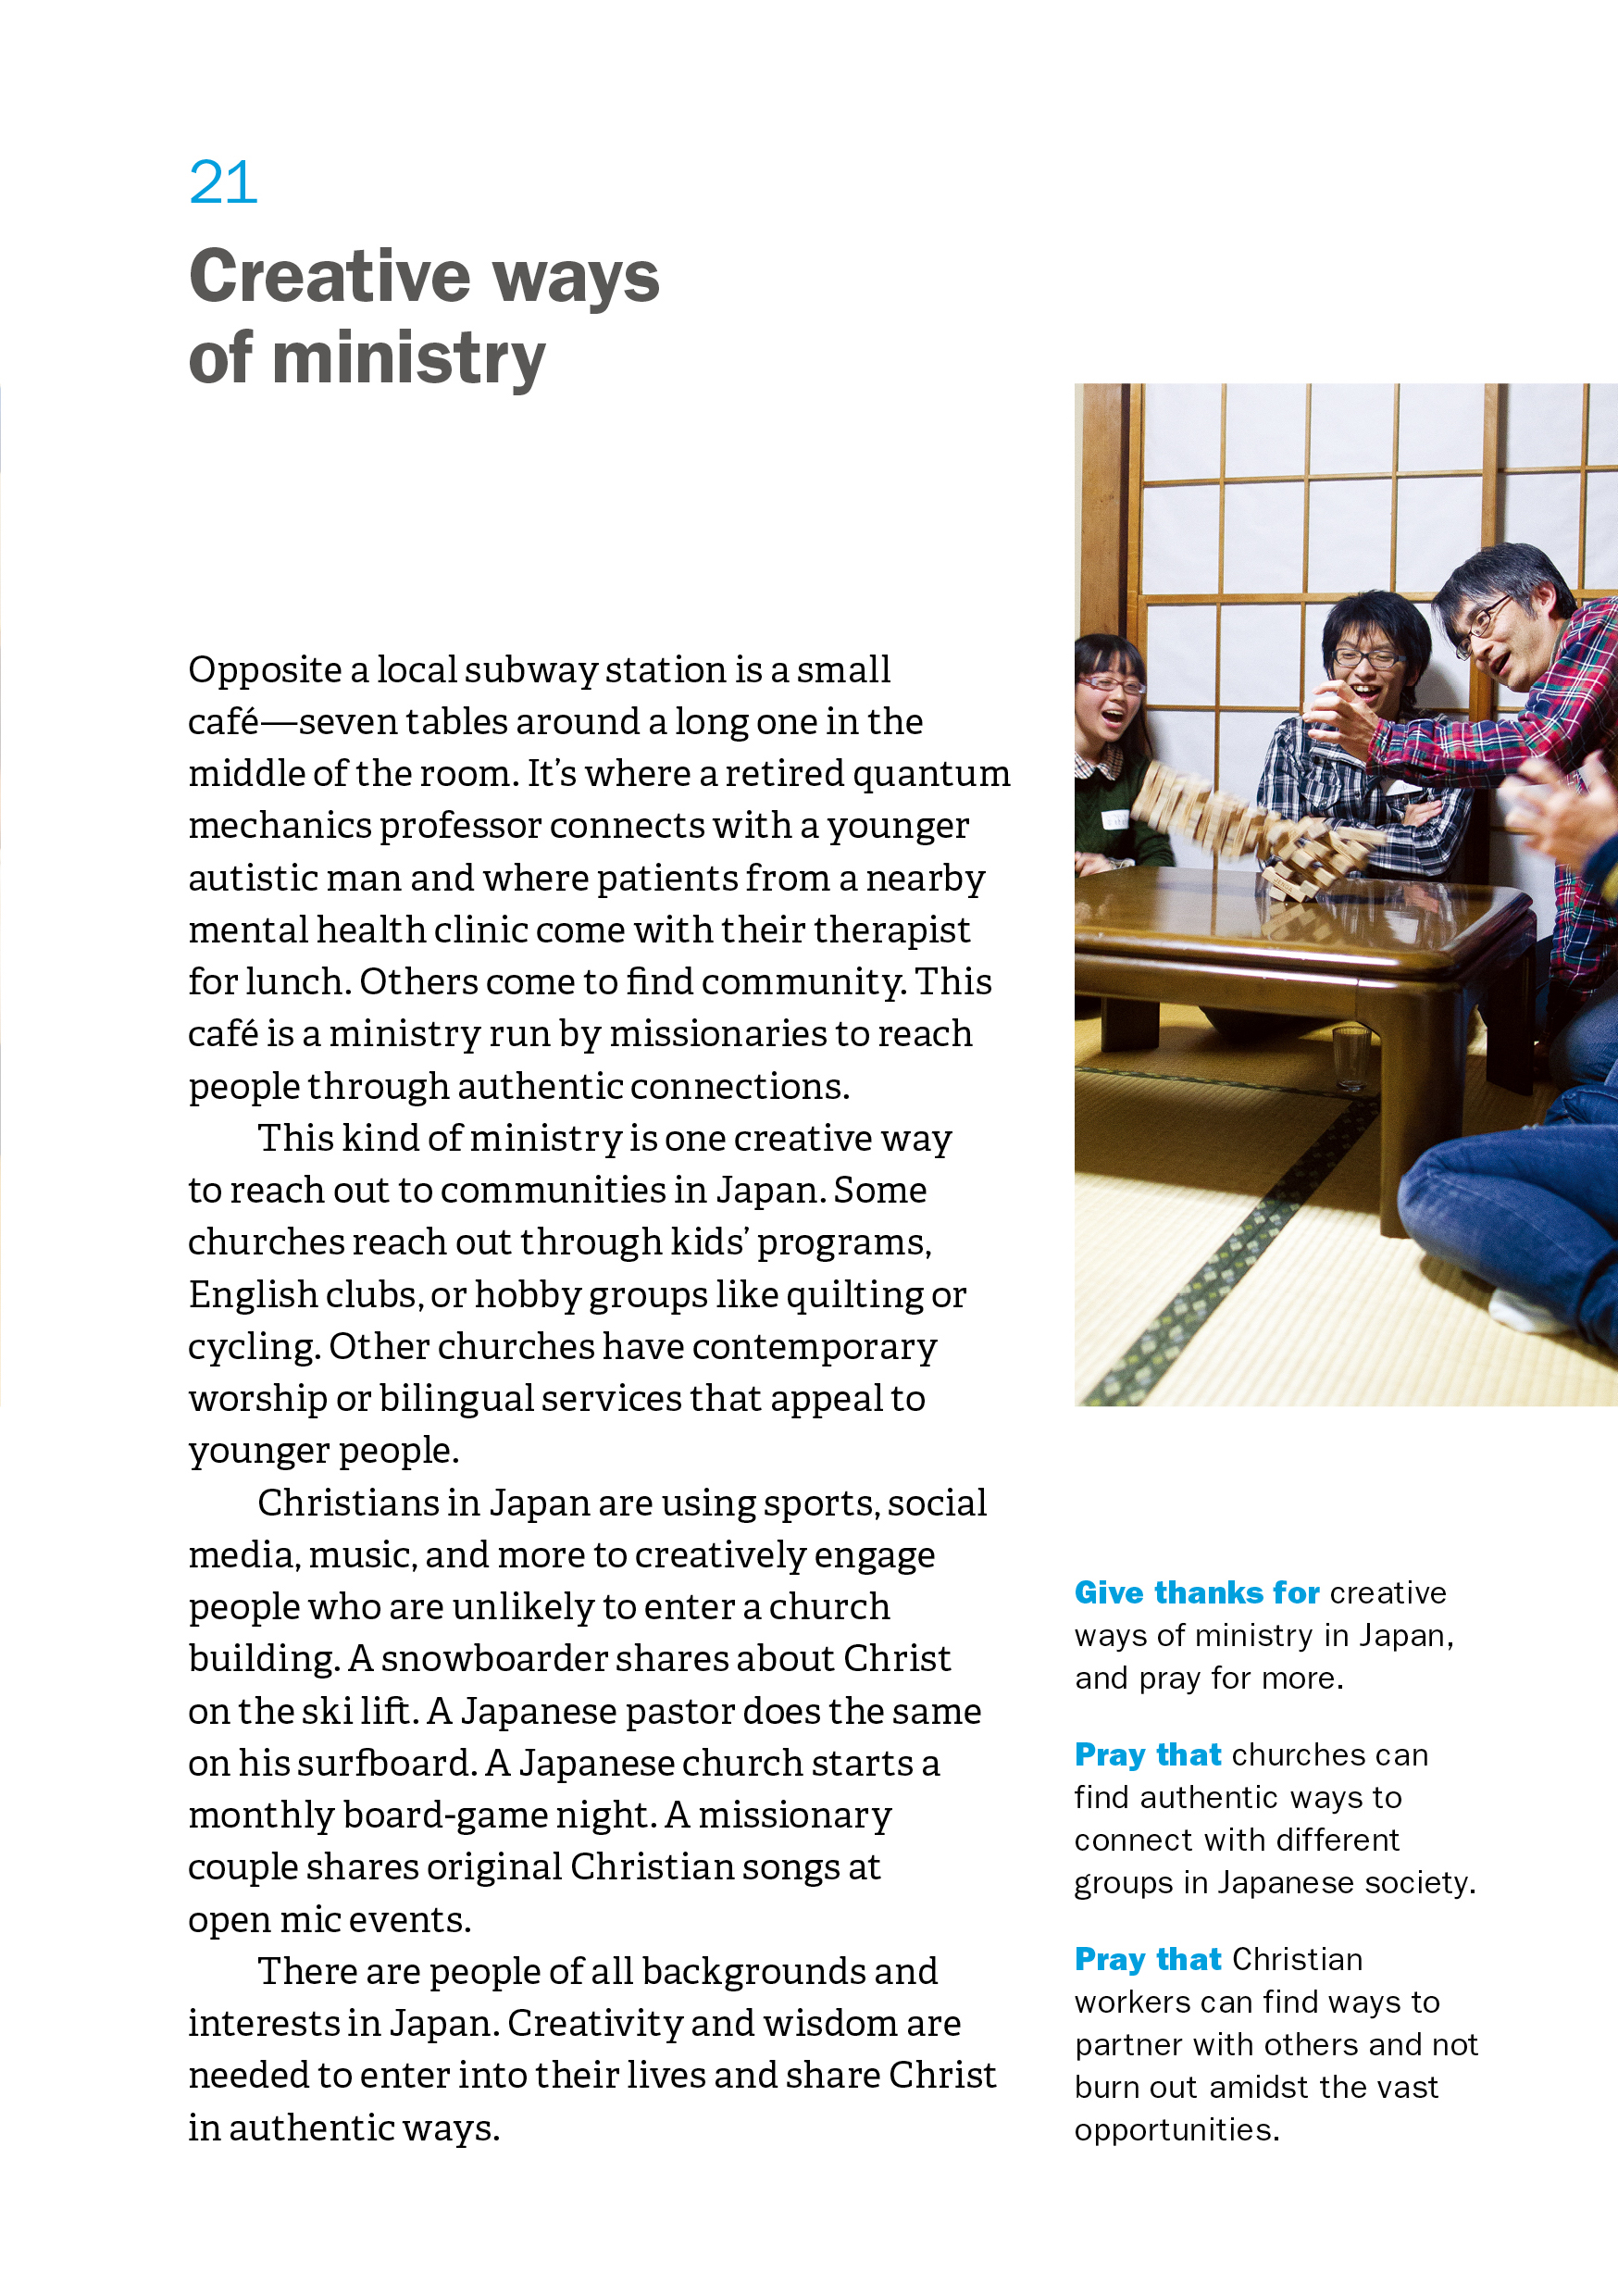 21
Creative ways
of ministry
Opposite a local subway station is a small
café—seven tables around a long one in the
middle of the room. It’s where a retired quantum
mechanics professor connects with a younger
autistic man and where patients from a nearby
mental health clinic come with their therapist
for lunch. Others come to find community. This
café is a ministry run by missionaries to reach
people through authentic connections.
This kind of ministry is one creative way
to reach out to communities in Japan. Some
churches reach out through kids’ programs,
English clubs, or hobby groups like quilting or
cycling. Other churches have contemporary
worship or bilingual services that appeal to
younger people.
Christians in Japan are using sports, social
media, music, and more to creatively engage
people who are unlikely to enter a church
building. A snowboarder shares about Christ
on the ski lift. A Japanese pastor does the same
on his surfboard. A Japanese church starts a
monthly board-game night. A missionary
couple shares original Christian songs at
open mic events.
There are people of all backgrounds and
interests in Japan. Creativity and wisdom are
needed to enter into their lives and share Christ
in authentic ways.
Give thanks for creative
ways of ministry in Japan,
and pray for more.
Pray that churches can
find authentic ways to
connect with different
groups in Japanese society.
Pray that Christian
workers can find ways to
partner with others and not
burn out amidst the vast
opportunities.